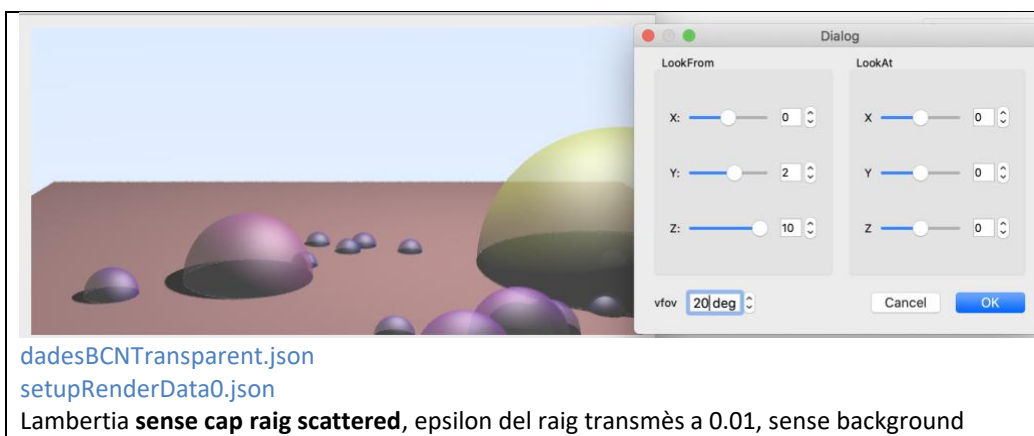 Dialog
LookFrom
LookAt
X: 0
X 0
Y: 2
Y 0
Z: 10
Z 0
vfov 20 deg
Cancel
OK
dadesBCNTransparent.json
setupRenderData0.json
Lambertia sense cap raig scattered, epsilon del raig transmès a 0.01, sense background